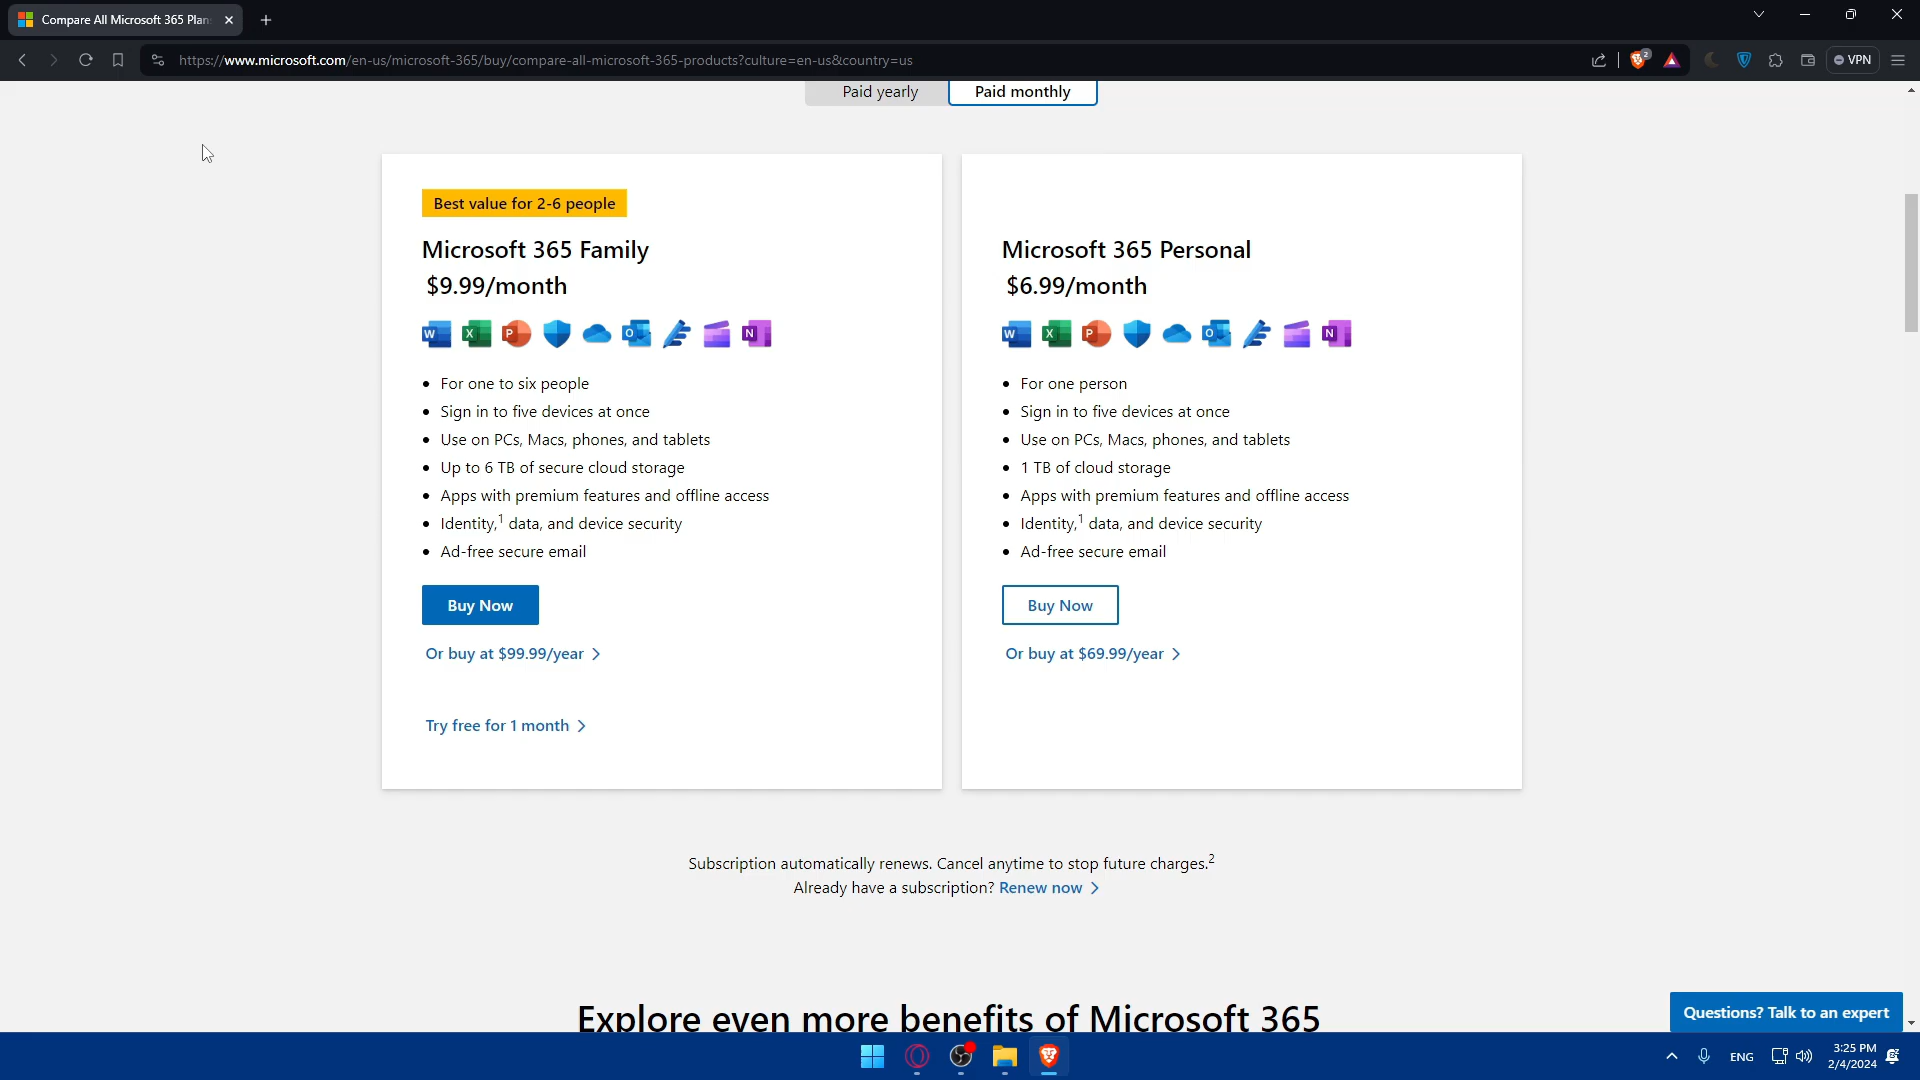 Compare All Microsoft 365 Plan
https://www.microsoft.com/en-us/microsoft-365/buy/compare-all-microsoft-365-products?culture=en-us&country=us
2
VPN
Paid yearly
Paid monthly
Best value for 2-6 people
Microsoft 365 Family
$9.99/month
W X P O N
For one to six people
Sign in to five devices at once
Use on PCs, Macs, phones, and tablets
Up to 6 TB of secure cloud storage
Apps with premium features and offline access
Identity,1 data, and device security
Ad-free secure email
Buy Now
Or buy at $99.99/year
Try free for 1 month
Microsoft 365 Personal
$6.99/month
W X P O N
For one person
Sign in to five devices at once
Use on PCs, Macs, phones, and tablets
1 TB of cloud storage
Apps with premium features and offline access
Identity,1 data, and device security
Ad-free secure email
Buy Now
Or buy at $69.99/year
Subscription automatically renews. Cancel anytime to stop future charges.2
Already have a subscription? Renew now
Explore even more benefits of Microsoft 365
Questions? Talk to an expert
ENG
3:25 PM
2/4/2024